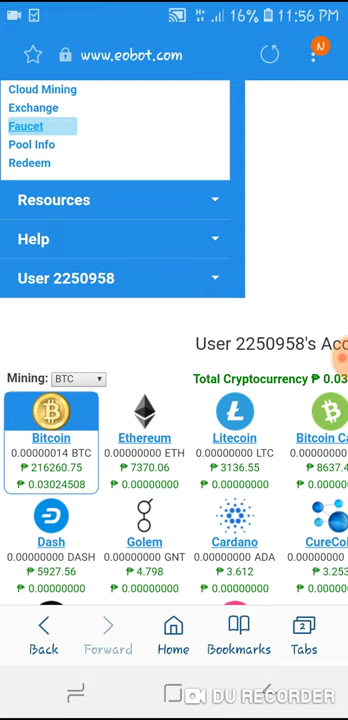 16% 11:56 PM
www.eobot.com
N
Cloud Mining
Exchange
Faucet
Pool Info
Redeem
Resources
Help
User 2250958
User 2250958's Acc
Mining: BTC
Total Cryptocurrency ₱ 0.03
Bitcoin Ethereum Litecoin Bitcoin Ca
0.00000014 BTC 0.00000000 ETH 0.00000000 LTC 0.00000000
₱ 216260.75 ₱ 7370.06 ₱ 3136.55 ₱ 8637.4
₱ 0.03024508 ₱ 0.00000000 ₱ 0.00000000 ₱ 0.000
Dash Golem Cardano CureCoi
0.00000000 DASH 0.00000000 GNT 0.00000000 ADA 0.00000000
₱ 5927.56 ₱ 4.798 ₱ 3.612 ₱ 3.253
₱ 0.00000000 ₱ 0.00000000 ₱ 0.00000000 ₱ 0.000
Back Forward Home Bookmarks 2 Tabs
DU RECORDER